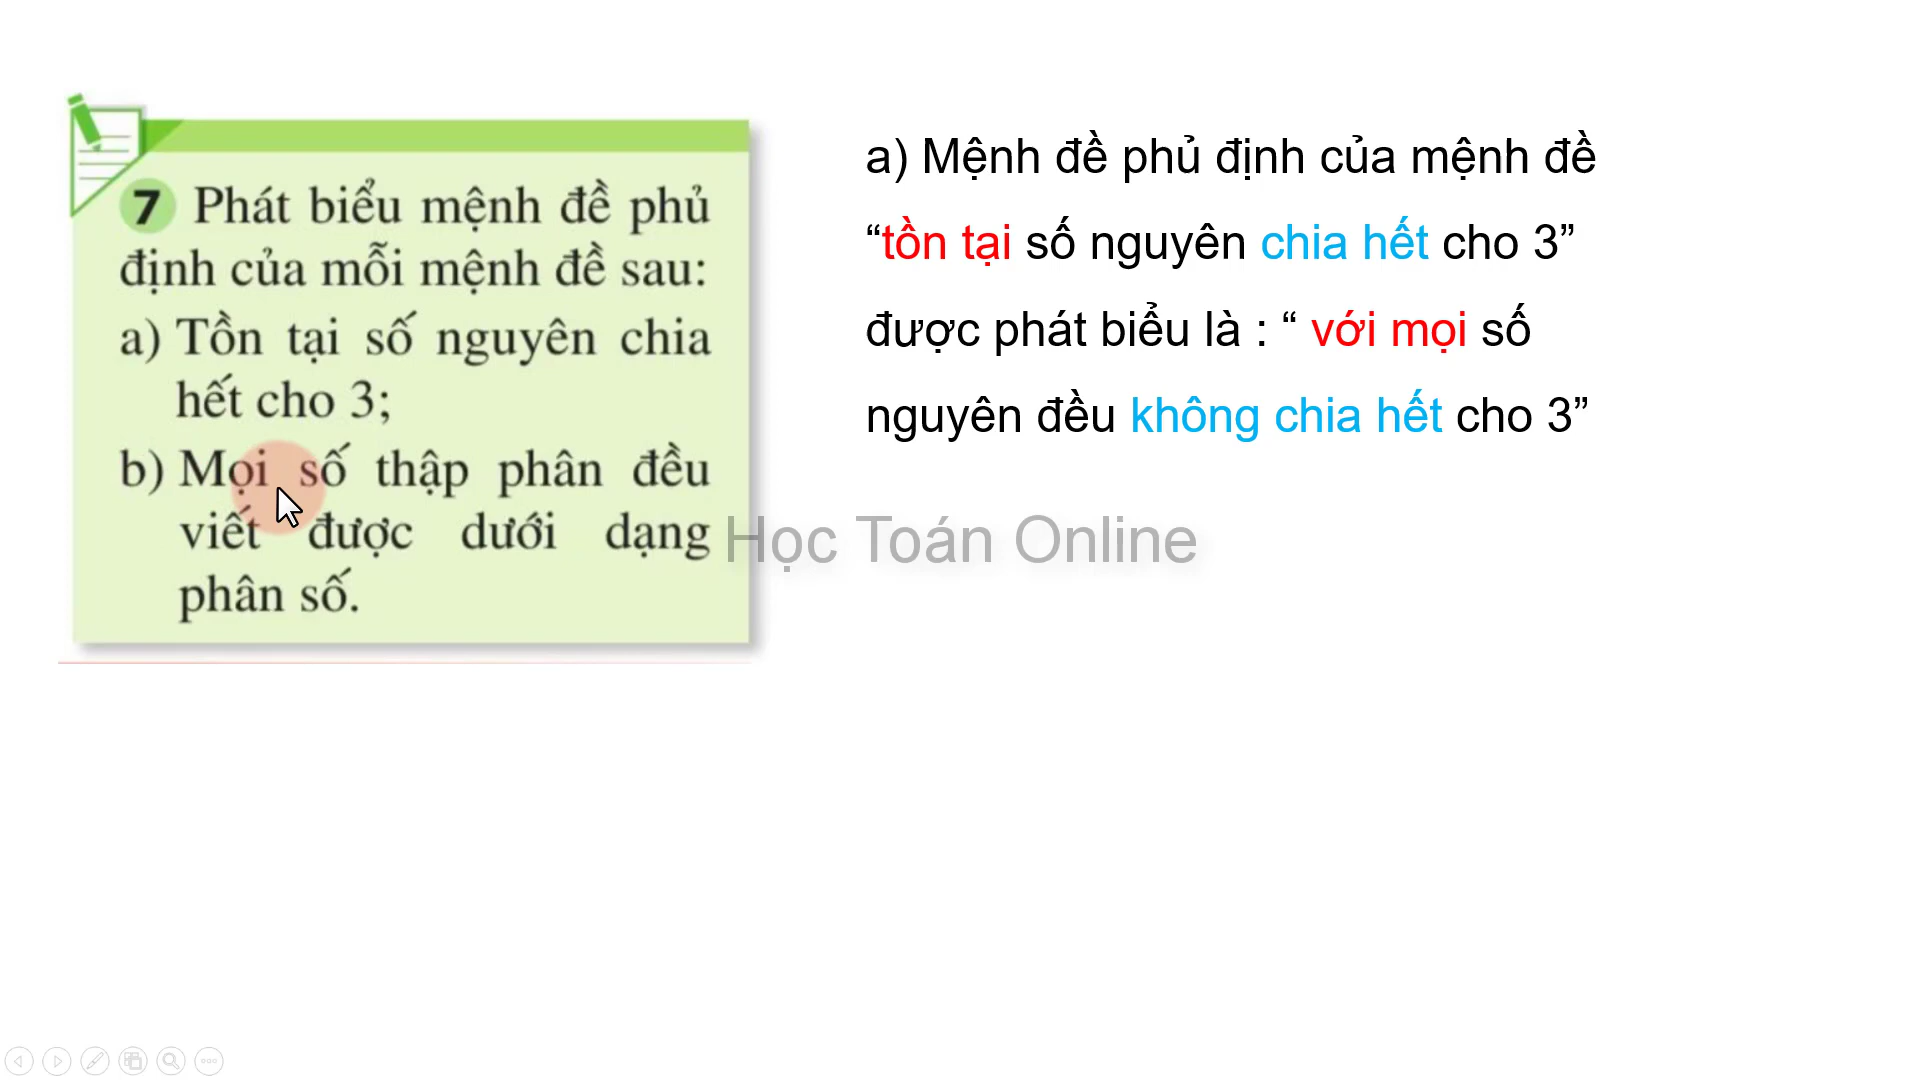 7 Phát biểu mệnh đề phủ
định của mỗi mệnh đề sau:
a) Tồn tại số nguyên chia
hết cho 3;
b) Mọi số thập phân đều
viết được dưới dạng
phân số.
a) Mệnh đề phủ định của mệnh đề
“tồn tại số nguyên chia hết cho 3”
được phát biểu là : “ với mọi số
nguyên đều không chia hết cho 3”
Học Toán Online